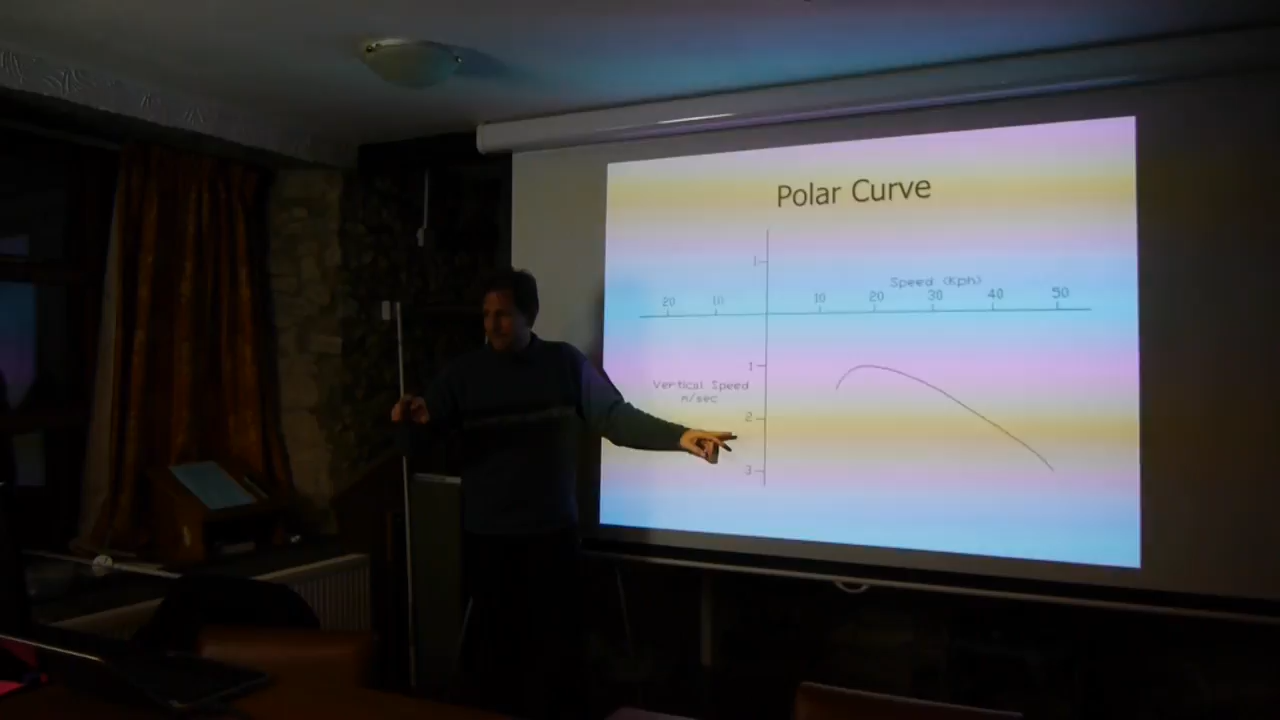 Polar Curve
1
Speed (Kph)
20 10 10 20 30 40 50
1
Vertical Speed
m/sec
2
3